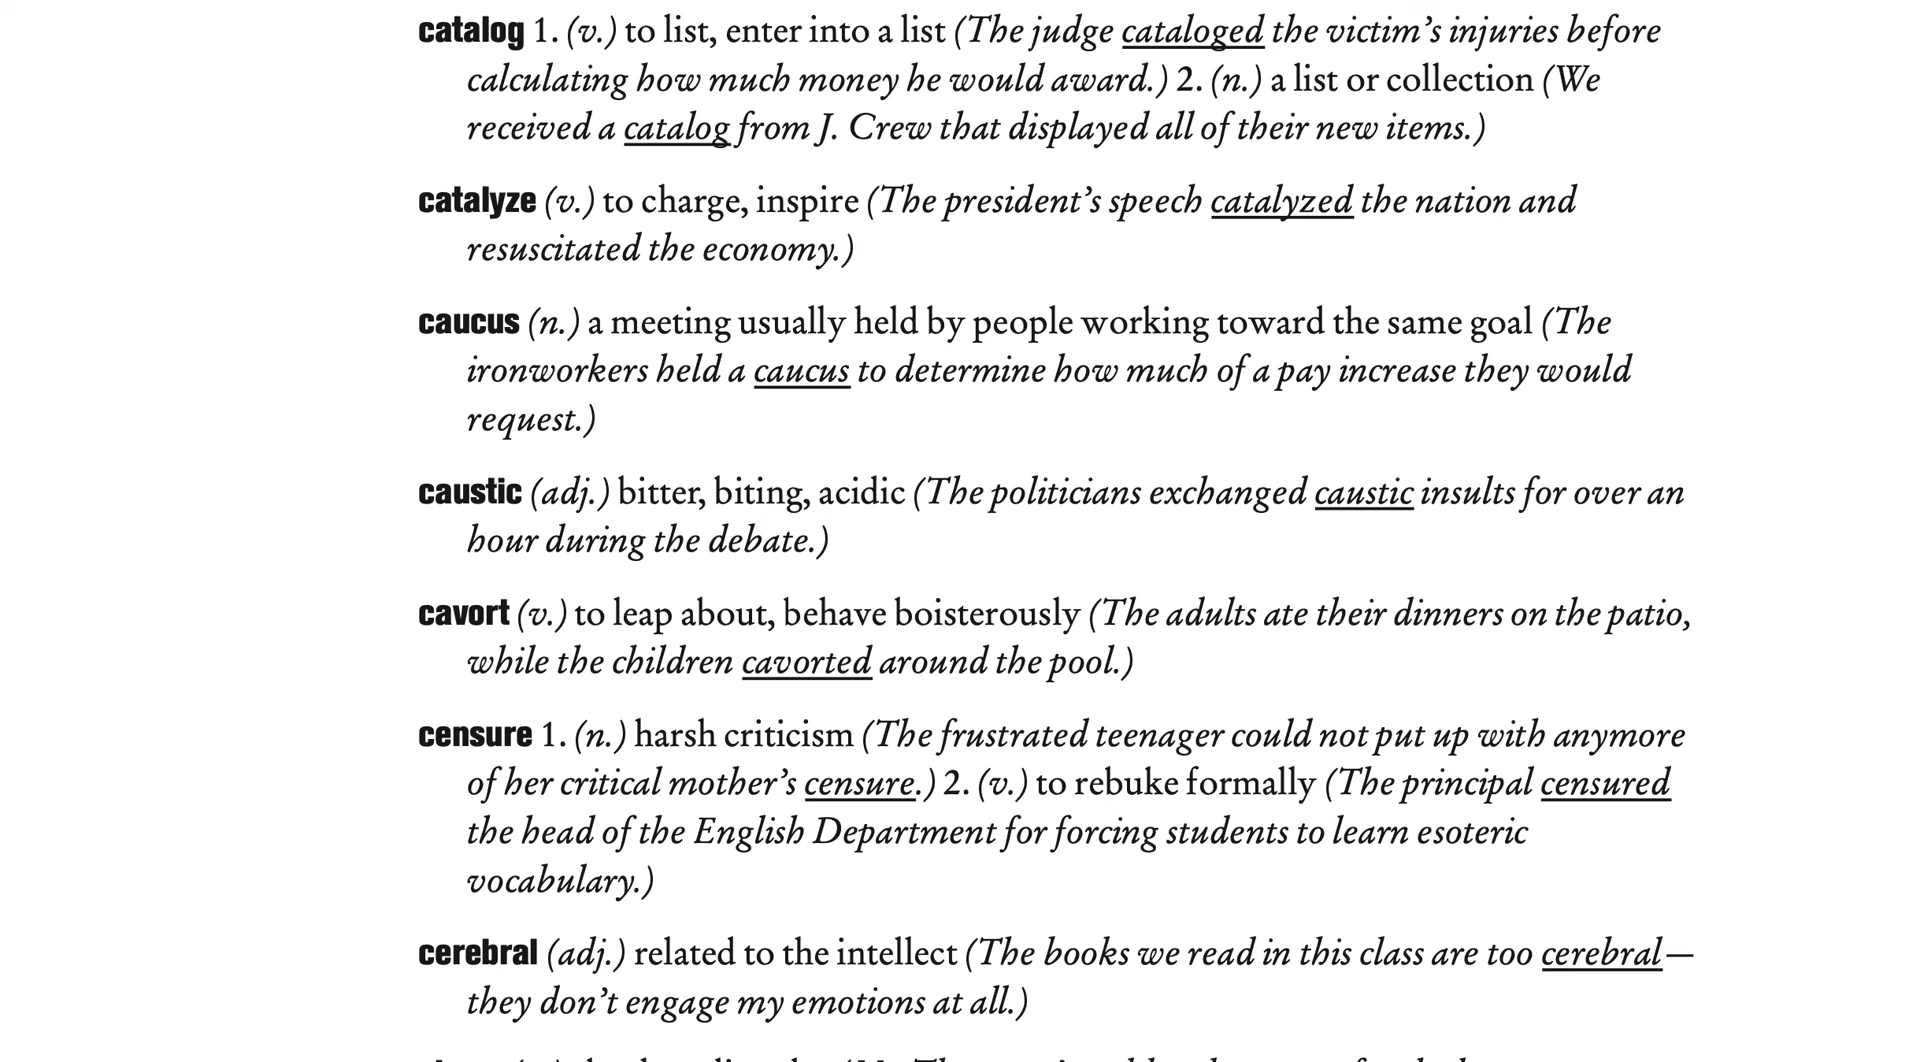 catalog 1. (v.) to list, enter into a list (The judge cataloged the victim’s injuries before
calculating how much money he would award.) 2. (n.) a list or collection (We
received a catalog from J. Crew that displayed all of their new items.)
catalyze (v.) to charge, inspire (The president’s speech catalyzed the nation and
resuscitated the economy.)
caucus (n.) a meeting usually held by people working toward the same goal (The
ironworkers held a caucus to determine how much of a pay increase they would
request.)
caustic (adj.) bitter, biting, acidic (The politicians exchanged caustic insults for over an
hour during the debate.)
cavort (v.) to leap about, behave boisterously (The adults ate their dinners on the patio,
while the children cavorted around the pool.)
censure 1. (n.) harsh criticism (The frustrated teenager could not put up with anymore
of her critical mother’s censure.) 2. (v.) to rebuke formally (The principal censured
the head of the English Department for forcing students to learn esoteric
vocabulary.)
cerebral (adj.) related to the intellect (The books we read in this class are too cerebral—
they don’t engage my emotions at all.)